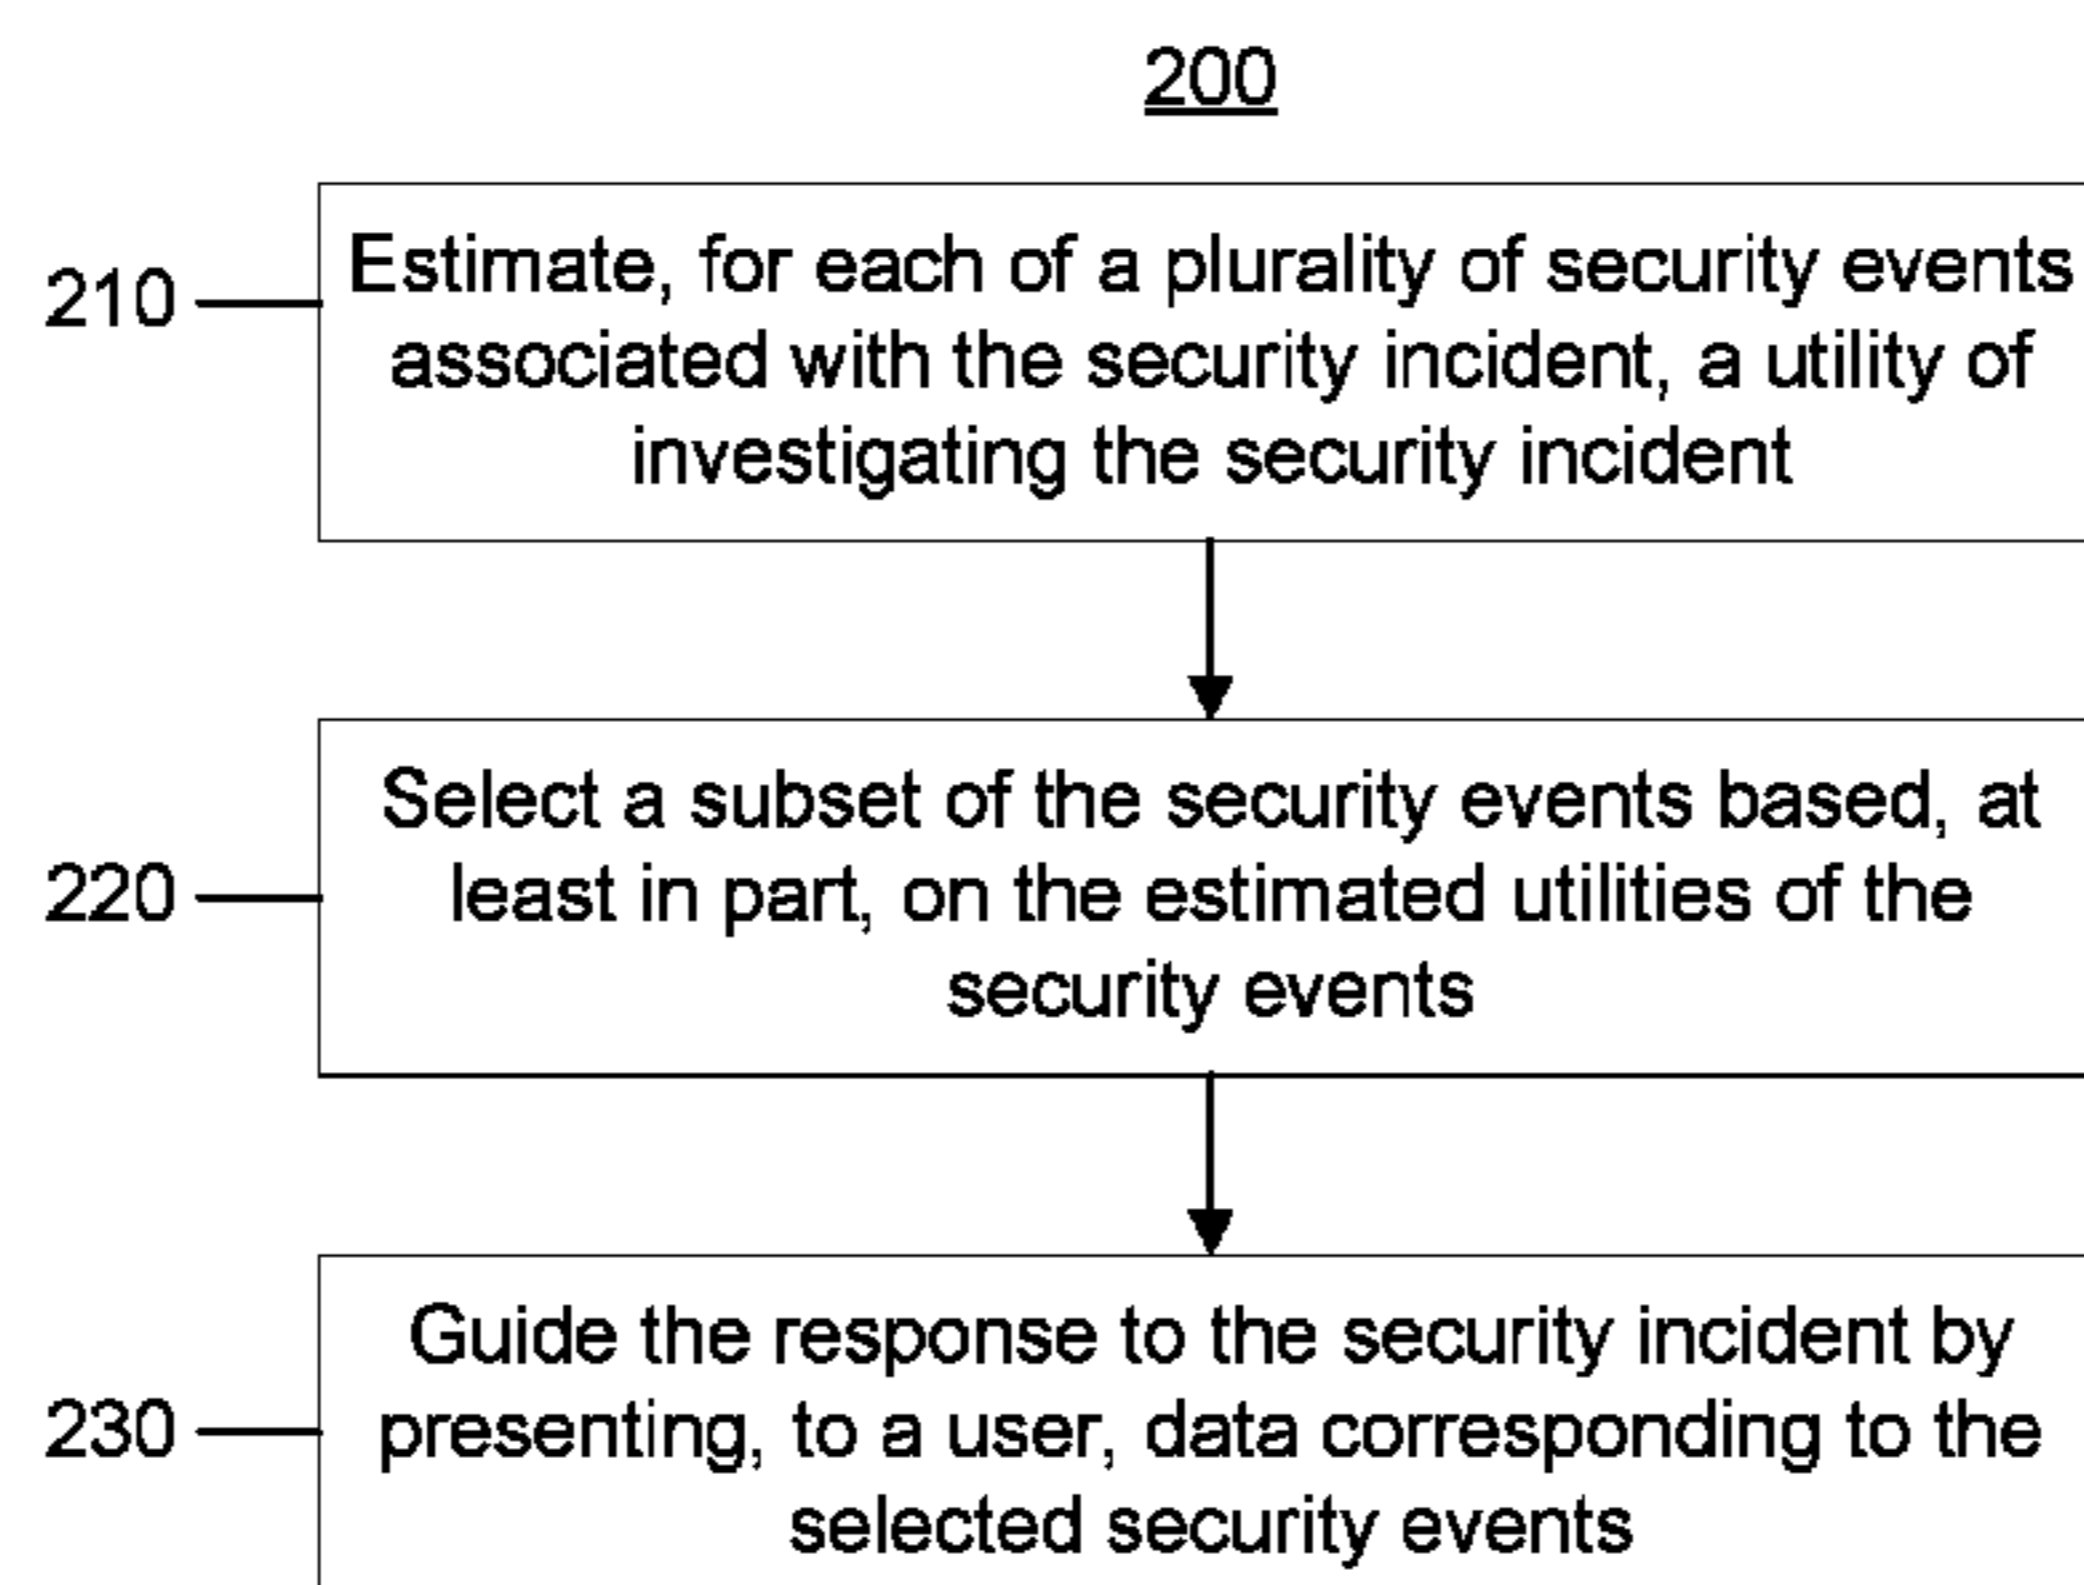 200
210
Estimate, for each of a plurality of security events
associated with the security incident, a utility of
investigating the security incident
220
Select a subset of the security events based, at
least in part, on the estimated utilities of the
security events
230
Guide the response to the security incident by
presenting, to a user, data corresponding to the
selected security events